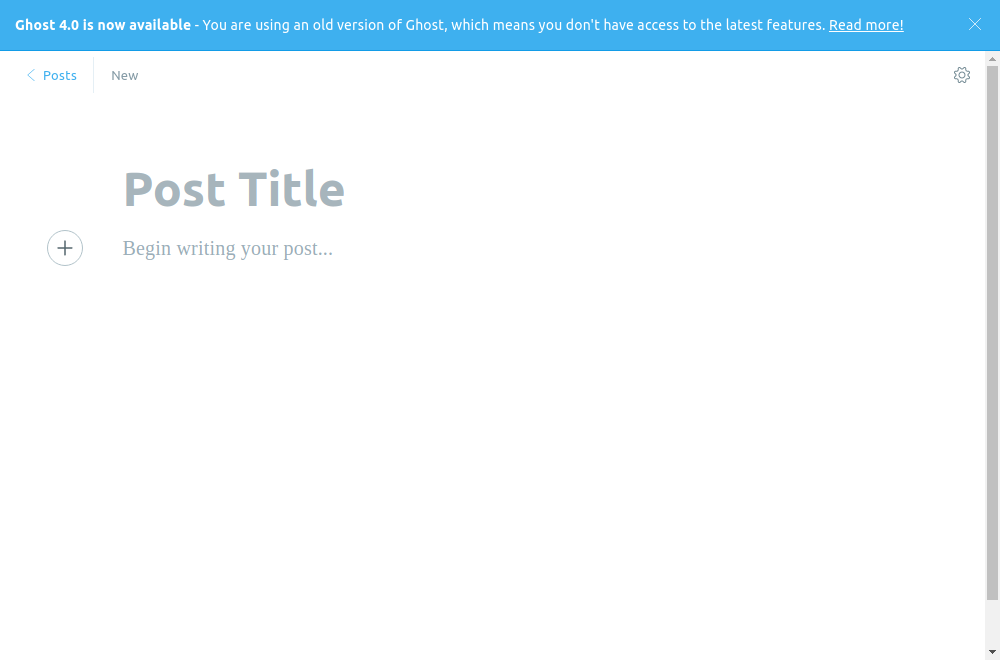 Ghost 4.0 is now available - You are using an old version of Ghost, which means you don't have access to the latest features. Read more!
Posts
New
Post Title
Begin writing your post...